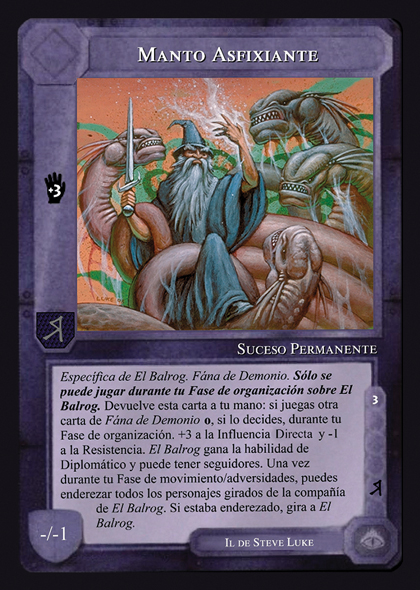 MANTO ASFIXIANTE
+3
LUKE
SUCESO PERMANENTE
Específica de El Balrog. Fána de Demonio. Sólo se
puede jugar durante tu Fase de organización sobre El
Balrog. Devuelve esta carta a tu mano: si juegas otra
carta de Fána de Demonio o, si lo decides, durante tu
Fase de organización. +3 a la Influencia Directa y -1
a la Resistencia. El Balrog gana la habilidad de
Diplomático y puede tener seguidores. Una vez
durante tu Fase de movimiento/adversidades, puedes
enderezar todos los personajes girados de la compañía
de El Balrog. Si estaba enderezado, gira a El
Balrog.
3
-/-1
IL DE STEVE LUKE